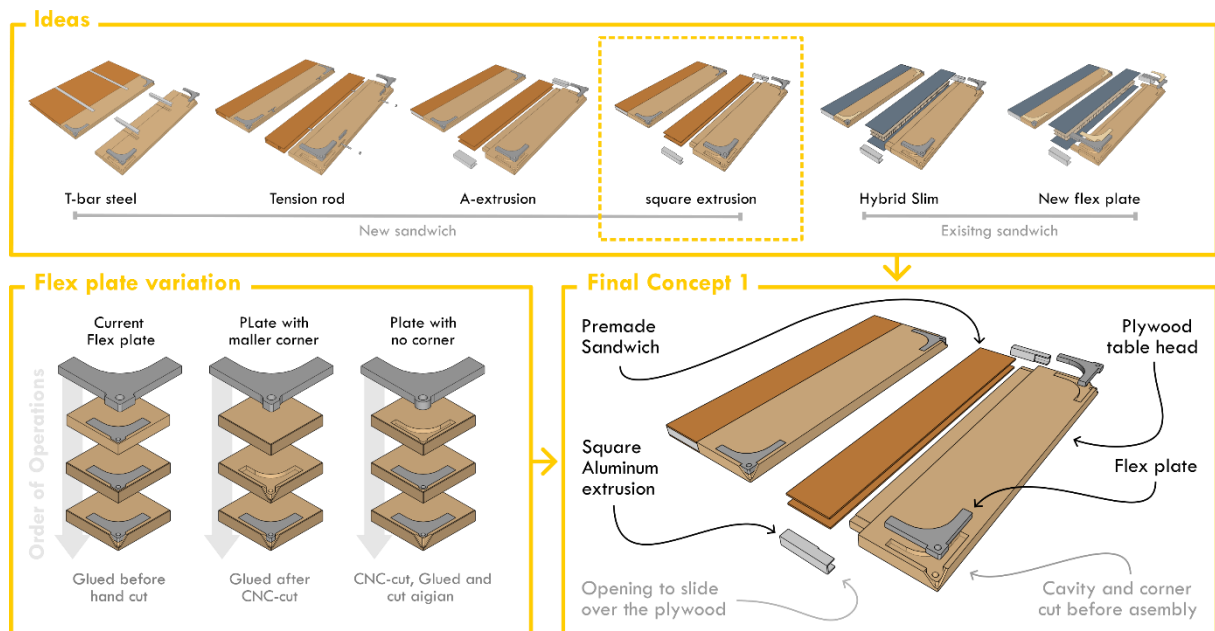 Ideas
T-bar steel
Tension rod
A-extrusion
square extrusion
Hybrid Slim
New flex plate
New sandwich
Exisitng sandwich
Flex plate variation
Current
Flex plate
PLate with
maller corner
Plate with
no corner
Order of Operations
Glued before
hand cut
Glued after
CNC-cut
CNC-cut, Glued and
cut aigian
Final Concept 1
Premade
Sandwich
Plywood
table head
Square
Aluminum
extrusion
Flex plate
Opening to slide
over the plywood
Cavity and corner
cut before asembly